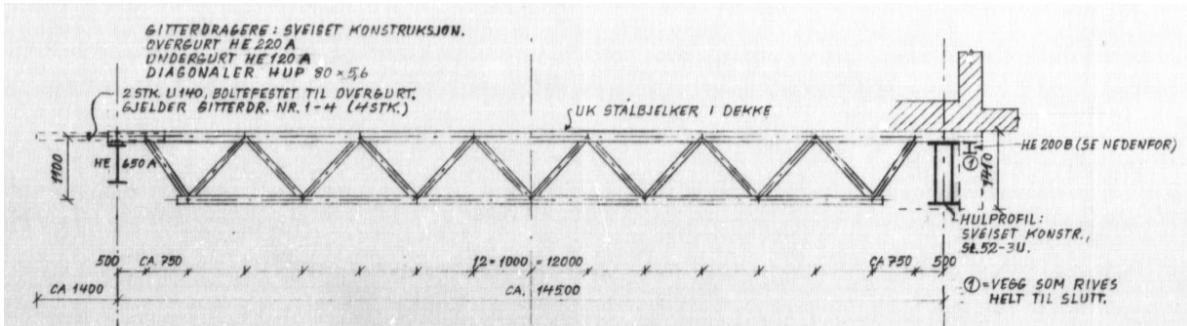 GITTERDRAGERE: SVEISET KONSTRUKSJON.
OVERGURT HE 220 A
UNDERGURT HE 120 A
DIAGONALER HUP 80 × 5,6
2 STK. U 140, BOLTEFESTET TIL OVERGURT.
GJELDER GITTERDR. NR. 1-4 (4 STK.)
UK STÅLBJELKER I DEKKE
1100
HE 650 A
HE 200 B (SE NEDENFOR)
①
1410
HULPROFIL:
SVEISET KONSTR.,
St. 52-3U.
500
CA. 750
12 × 1000 = 12000
CA 750
500
CA 1400
CA. 14500
① = VEGG SOM RIVES
HELT TIL SLUTT.